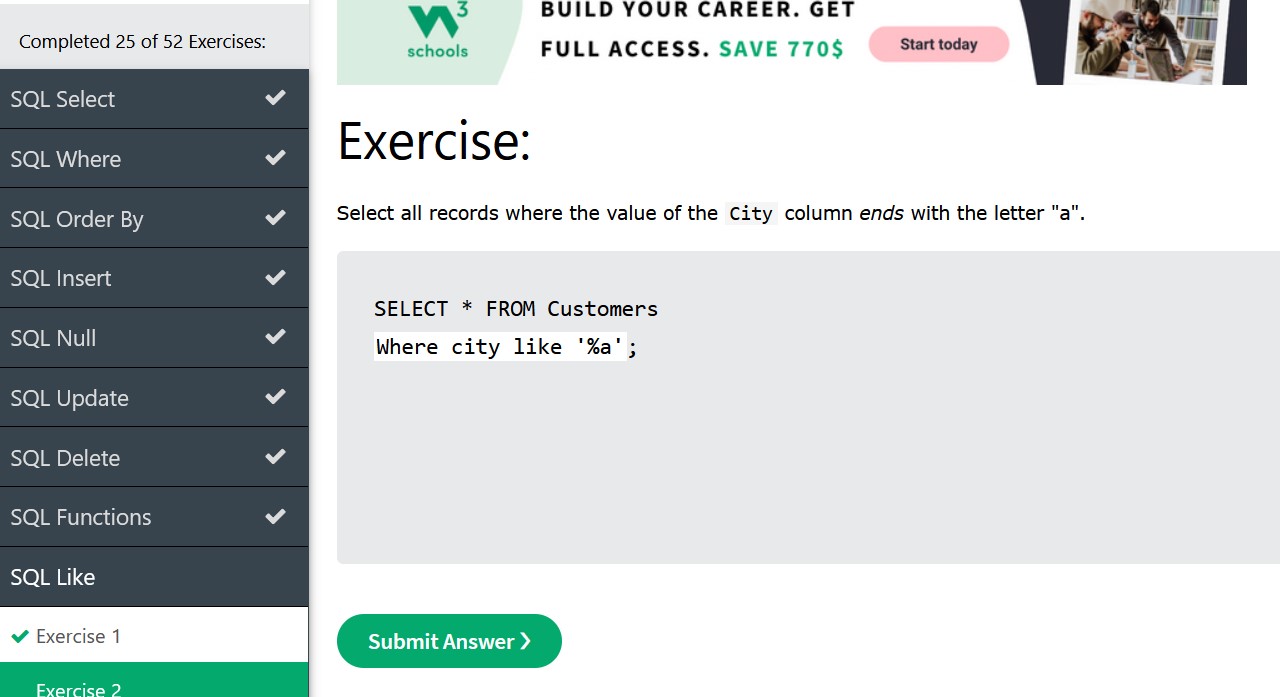 Completed 25 of 52 Exercises:
SQL Select
SQL Where
SQL Order By
SQL Insert
SQL Null
SQL Update
SQL Delete
SQL Functions
SQL Like
Exercise 1
Exercise 2
3
schools
BUILD YOUR CAREER. GET
FULL ACCESS. SAVE 770$
Start today
Exercise:
Select all records where the value of the City column ends with the letter "a".
SELECT * FROM Customers
Where city like '%a';
Submit Answer ❯